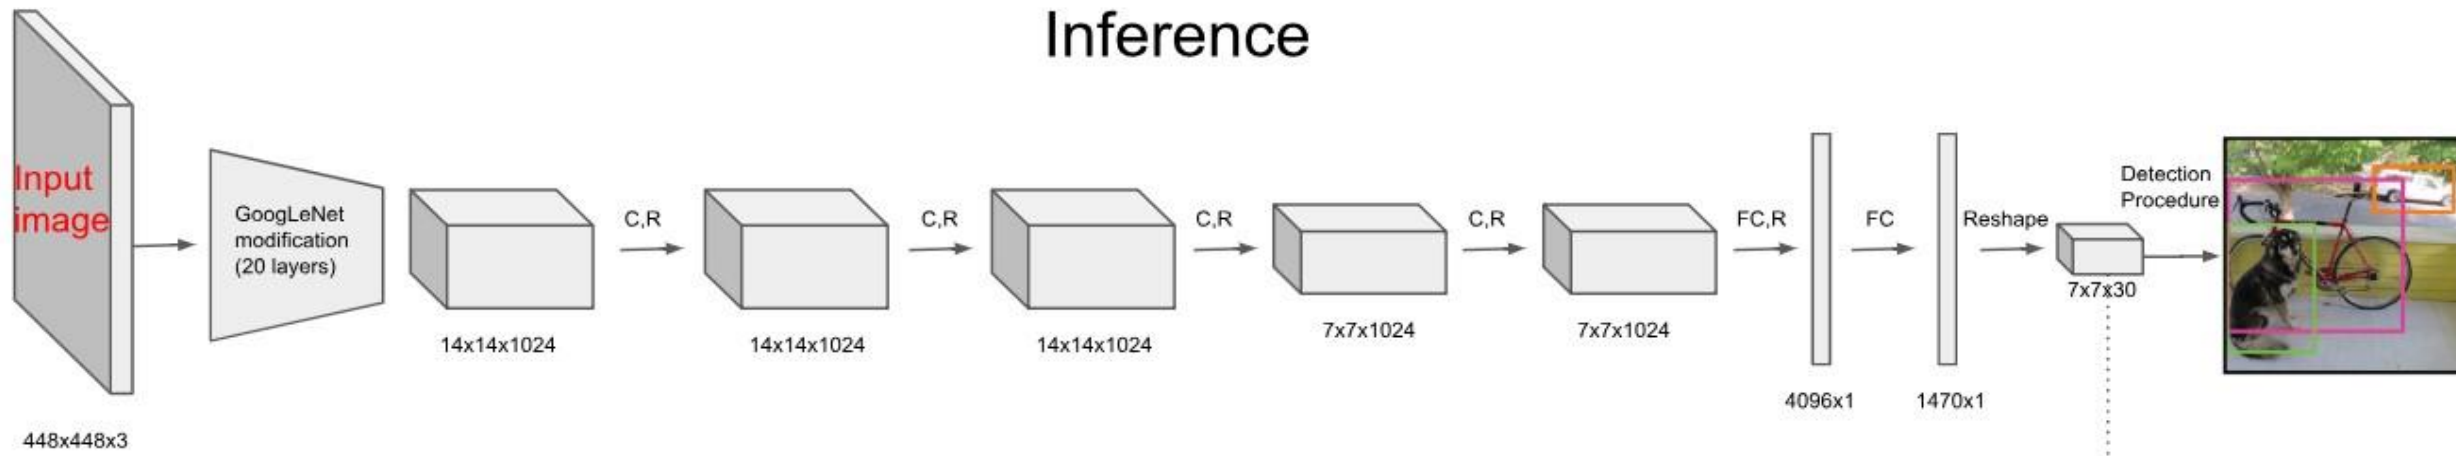 Inference
Input
image
448x448x3
GoogLeNet
modification
(20 layers)
14x14x1024
C,R
14x14x1024
C,R
14x14x1024
C,R
7x7x1024
C,R
7x7x1024
FC,R
4096x1
FC
1470x1
Reshape
7x7x30
Detection
Procedure